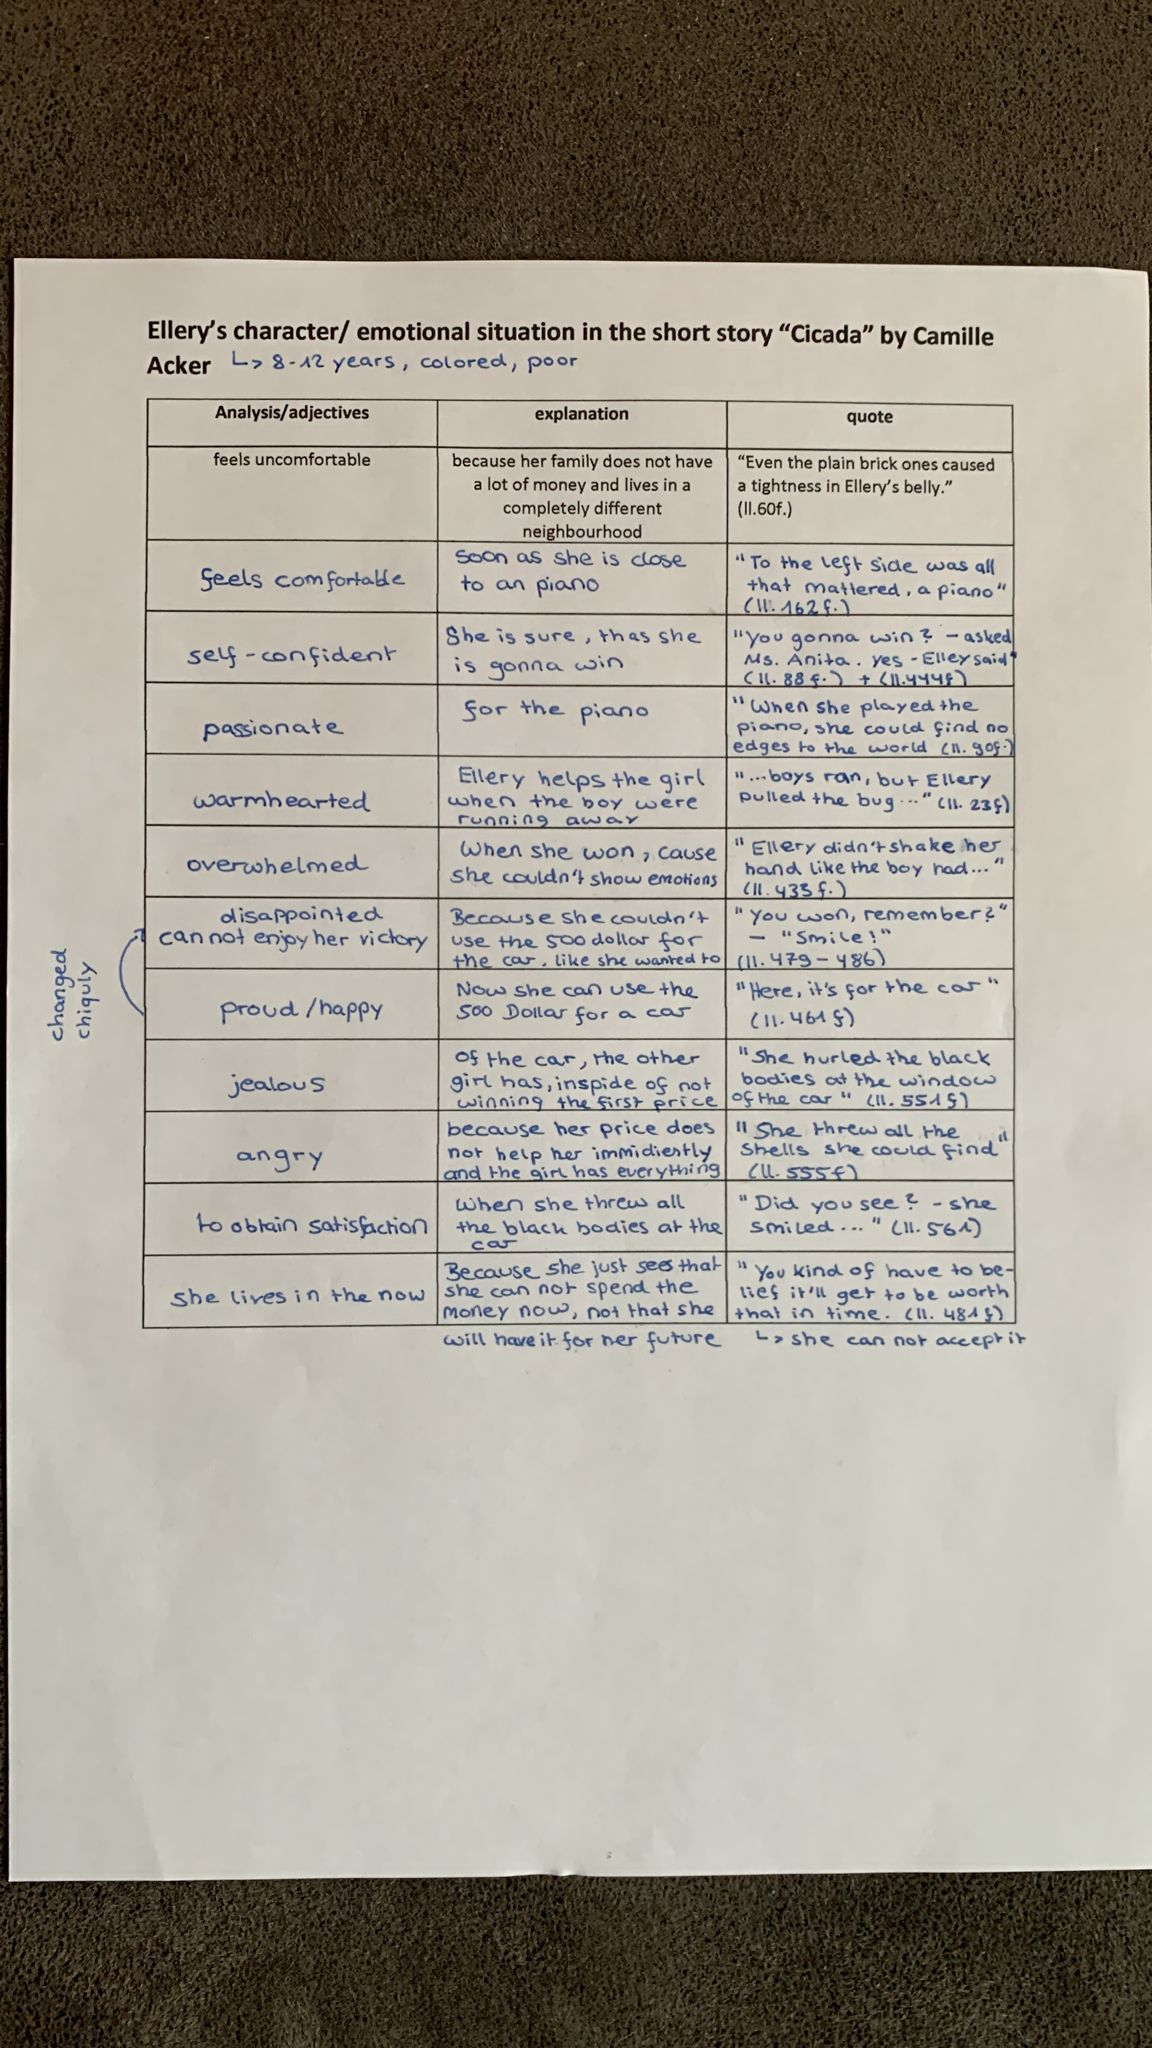 Ellery's character/ emotional situation in the short story "Cicada" by Camille
Acker ↳ 8-12 years, colored, poor
Analysis/adjectives
explanation
quote
feels uncomfortable
because her family does not have
a lot of money and lives in a
completely different
neighbourhood
"Even the plain brick ones caused
a tightness in Ellery's belly."
(ll.60f.)
feels comfortable
soon as she is close
to an piano
"To the left side was all
that mattered, a piano"
(ll. 162f.)
self-confident
She is sure, thas she
is gonna win
"You gonna win? - asked
Ms. Anita. yes - Elley said"
(ll. 88f.) + (ll.444f)
passionate
for the piano
"When she played the
piano, she could find no
edges to the world (ll. 90f.)
warmhearted
Ellery helps the girl
when the boy were
running away
"...boys ran, but Ellery
pulled the bug..." (ll. 23f)
overwhelmed
When she won, cause
she couldn't show emotions
"Ellery didn't shake her
hand like the boy had..."
(ll. 435f.)
disappointed
cannot enjoy her victory
Because she couldn't
use the 500 dollar for
the car, like she wanted to
"You won, remember?"
- "Smile!"
(ll. 479-486)
changed
chiquly
proud/happy
Now she can use the
500 Dollar for a car
"Here, it's for the car"
(ll. 461f)
jealous
of the car, the other
girl has, inspide of not
winning the first price
"She hurled the black
bodies at the window
of the car" (ll. 551f)
angry
because her price does
not help her immidiently
and the girl has everything
"She threw all the
shells she could find"
(ll. 555f)
to obtain satisfaction
When she threw all
the black bodies at the
car
"Did you see? - she
smiled..." (ll. 561)
she lives in the now
Because she just sees that
she can not spend the
money now, not that she
will have it for her future
"You kind of have to be-
lief it'll get to be worth
that in time. (ll. 481f)
↳ she can not accept it